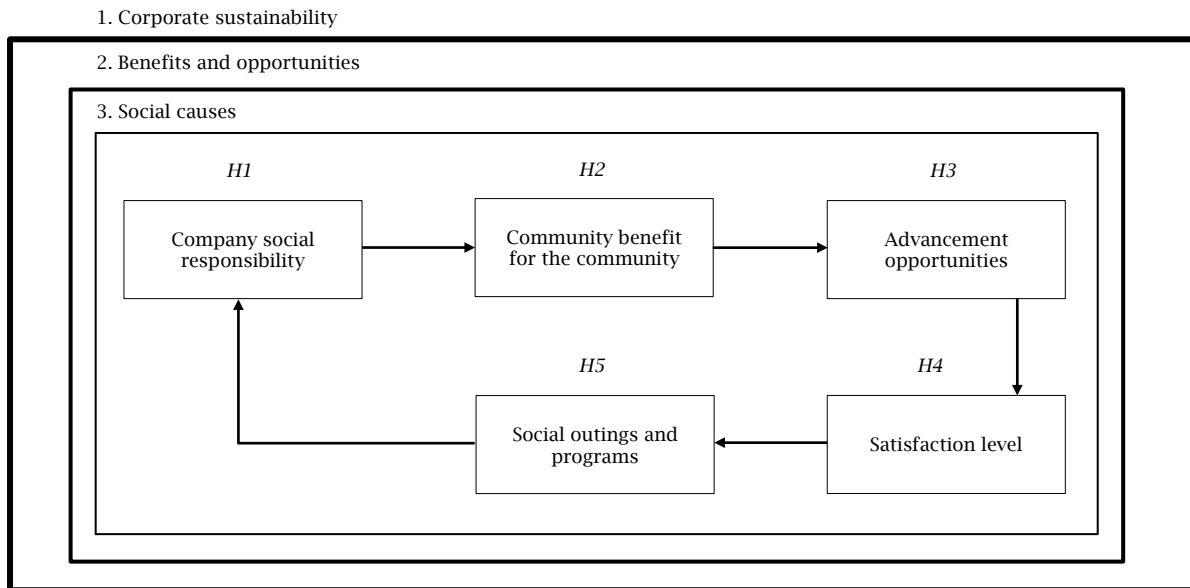 1. Corporate sustainability
2. Benefits and opportunities
3. Social causes
H1
H2
H3
Company social
responsibility
Community benefit
for the community
Advancement
opportunities
H5
H4
Social outings and
programs
Satisfaction level